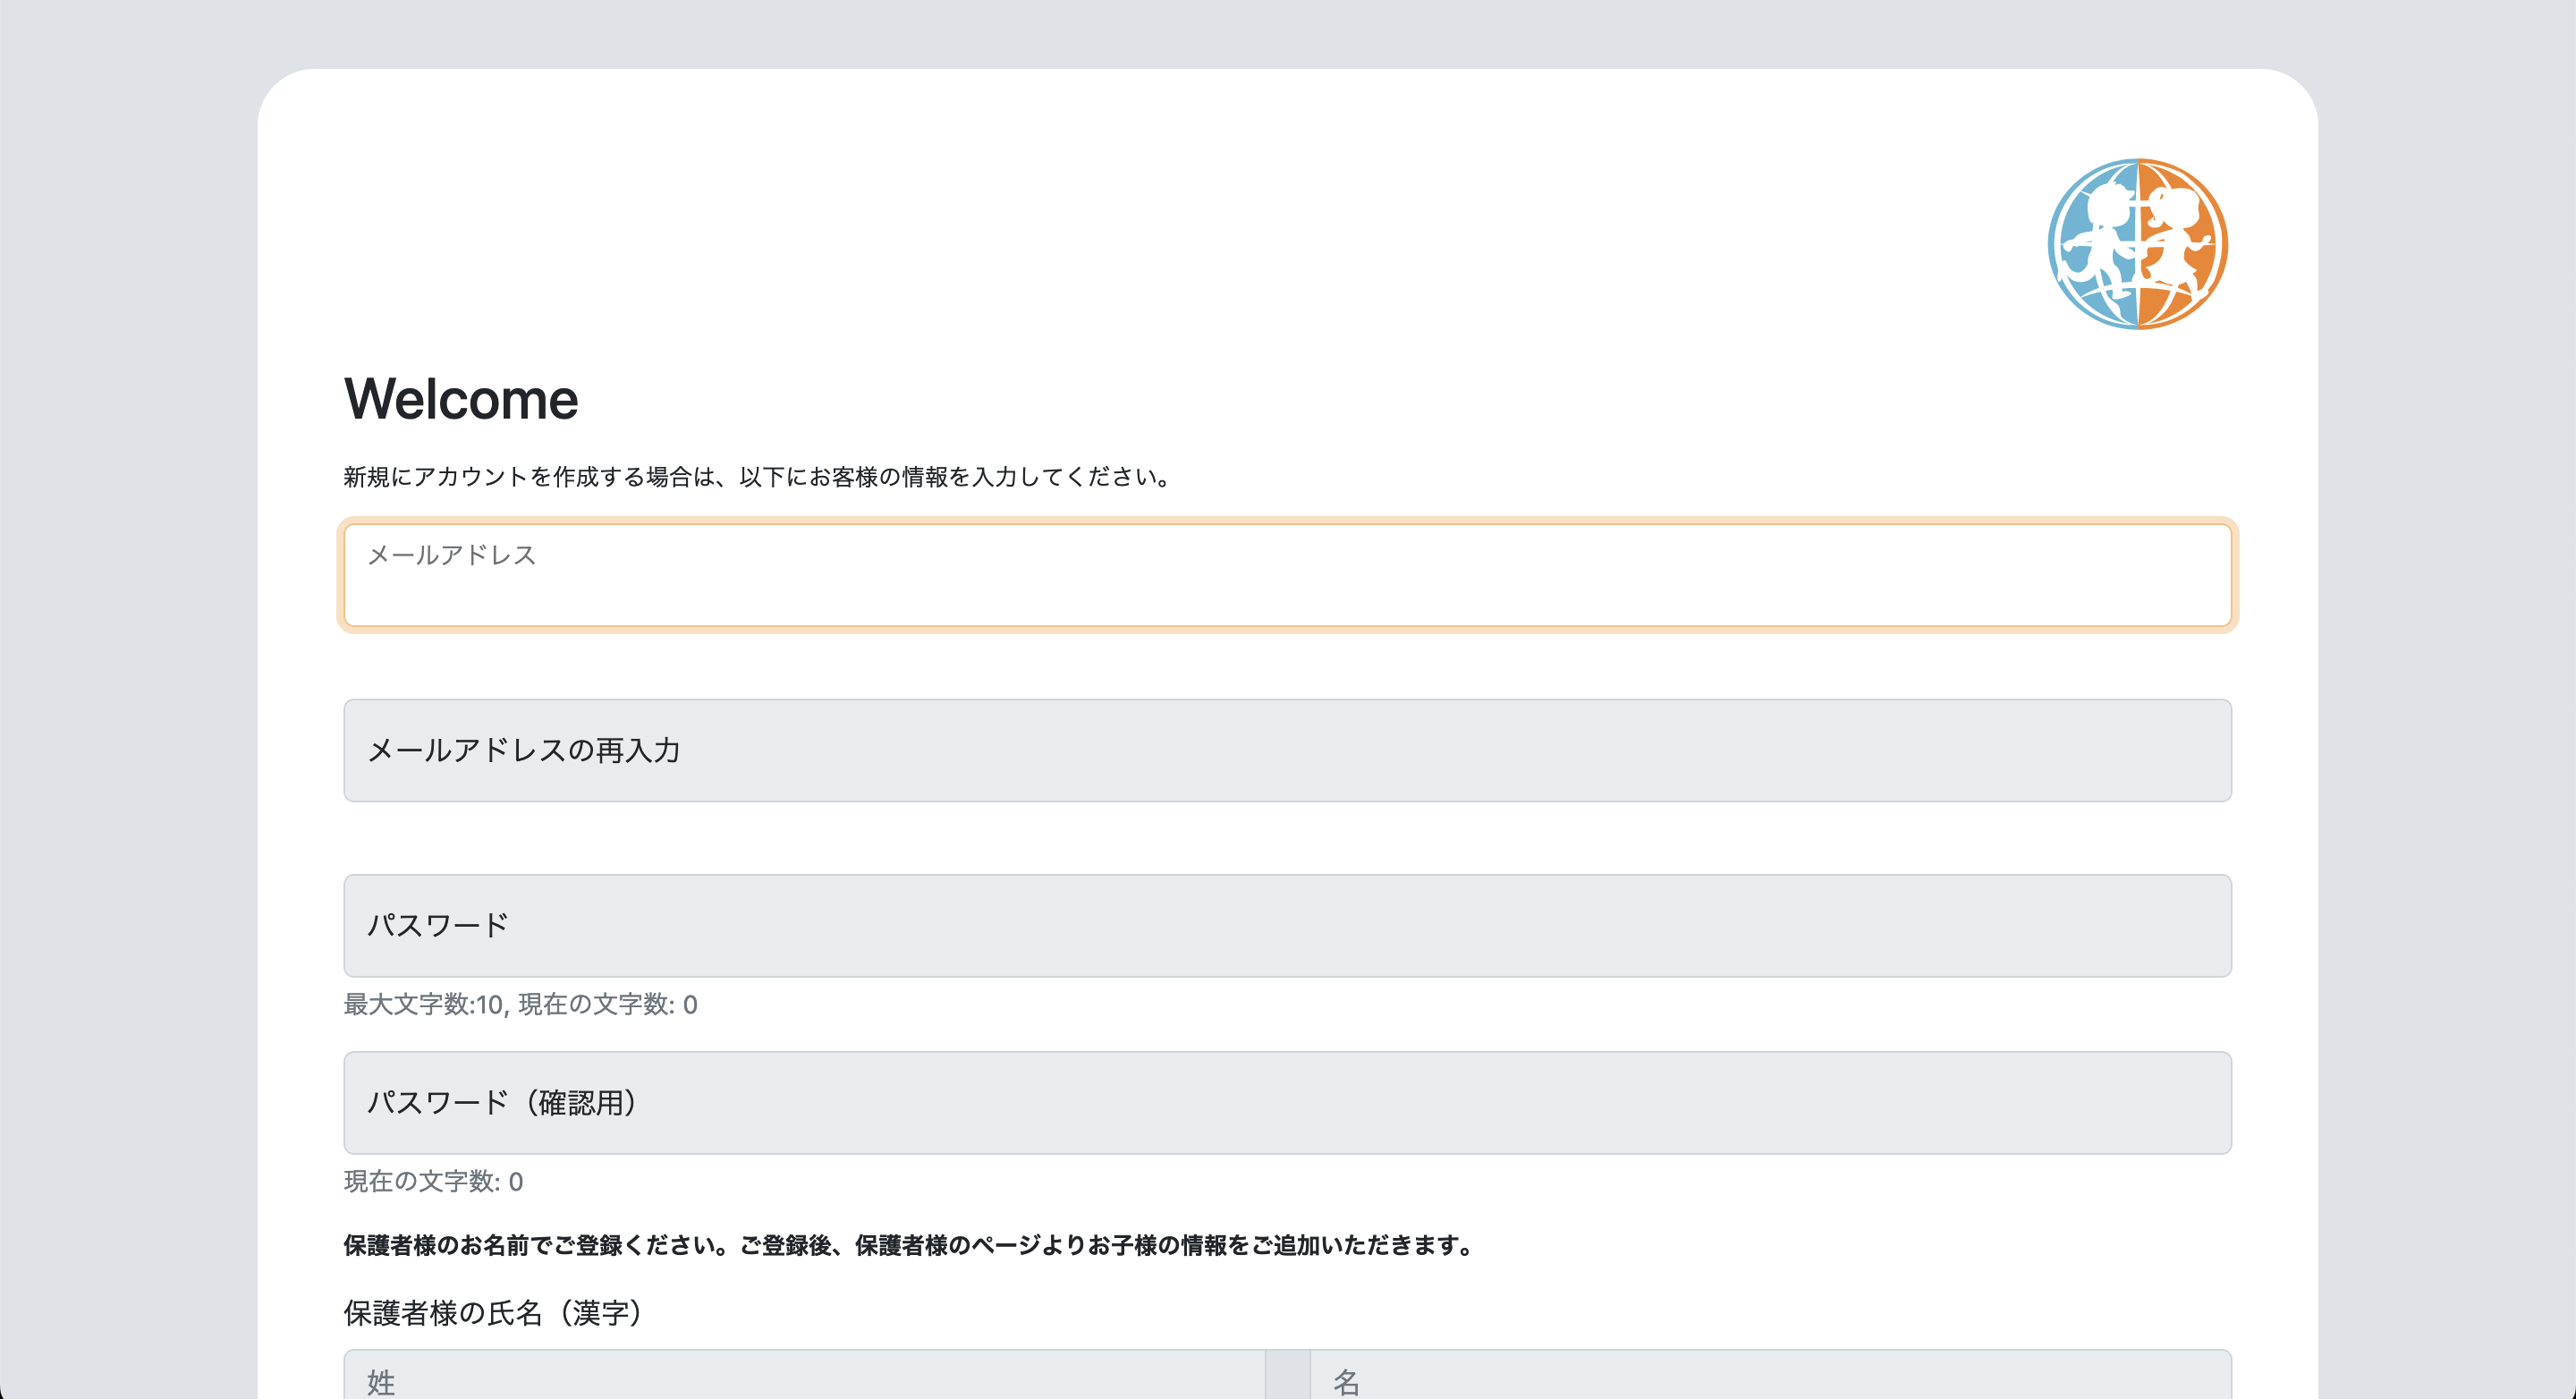 Welcome
新規にアカウントを作成する場合は、以下にお客様の情報を入力してください。
メールアドレス
メールアドレスの再入力
パスワード
最大文字数:10, 現在の文字数: 0
パスワード（確認用）
現在の文字数: 0
保護者様のお名前でご登録ください。ご登録後、保護者様のページよりお子様の情報をご追加いただきます。
保護者様の氏名（漢字）
姓 名